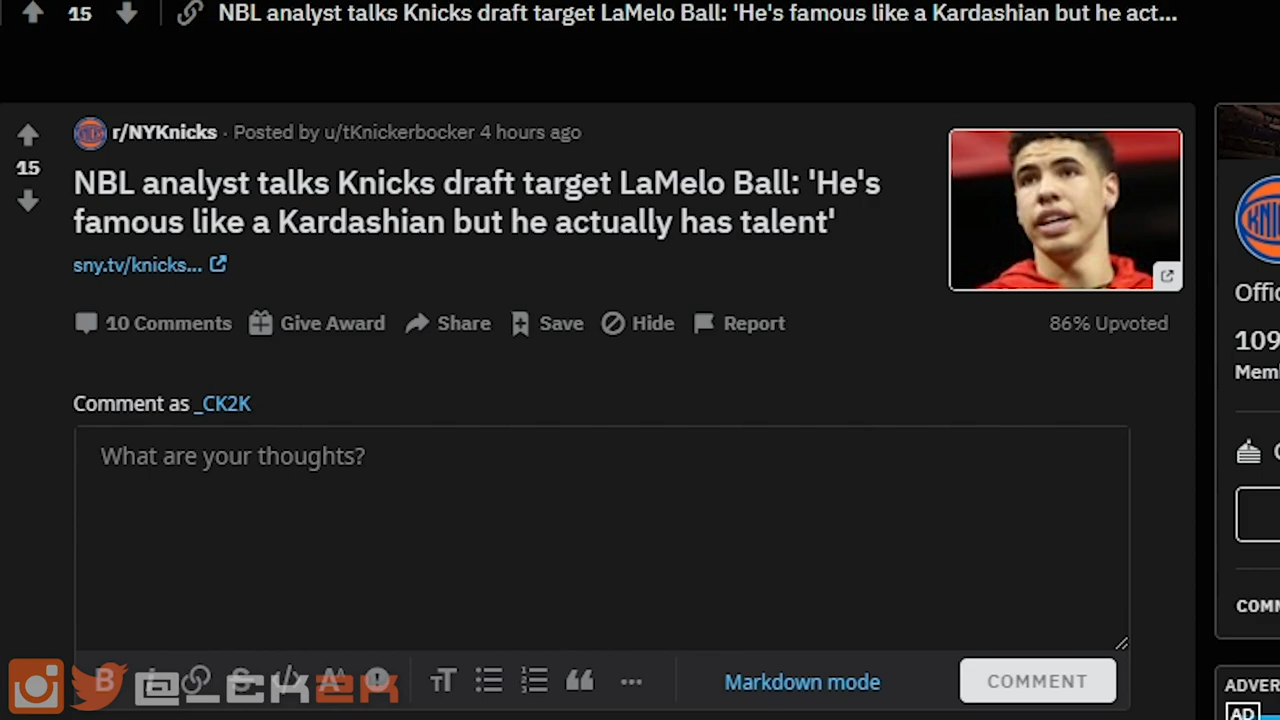 15
NBL analyst talks Knicks draft target LaMelo Ball: 'He's famous like a Kardashian but he act...
r/NYKnicks · Posted by u/tKnickerbocker 4 hours ago
15
NBL analyst talks Knicks draft target LaMelo Ball: 'He's
famous like a Kardashian but he actually has talent'
sny.tv/knicks...
10 Comments Give Award Share Save Hide Report 86% Upvoted
Comment as _CK2K
What are your thoughts?
Markdown mode
COMMENT
@_CK2K
KNI
Offic
109
Memb
COMM
ADVER
AD